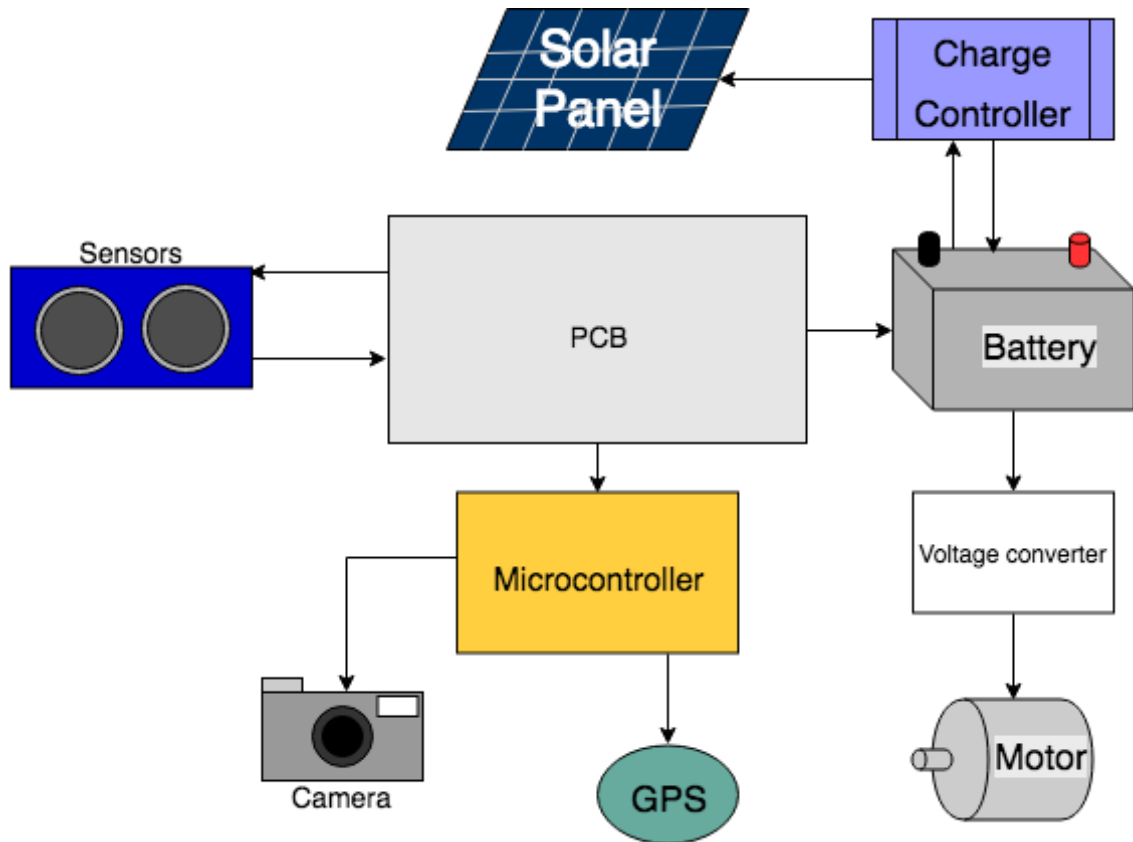 Solar
Panel
Charge
Controller
Sensors
PCB
Battery
Microcontroller
Voltage converter
Camera
GPS
Motor